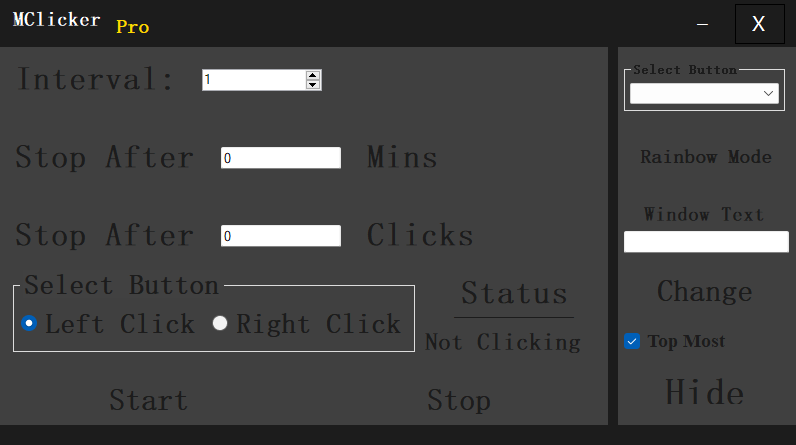 MClicker Pro
– X
Interval: 1
Stop After 0 Mins
Stop After 0 Clicks
Select Button
Left Click Right Click
Status
Not Clicking
Start Stop
Select Button
Rainbow Mode
Window Text
Change
Top Most
Hide